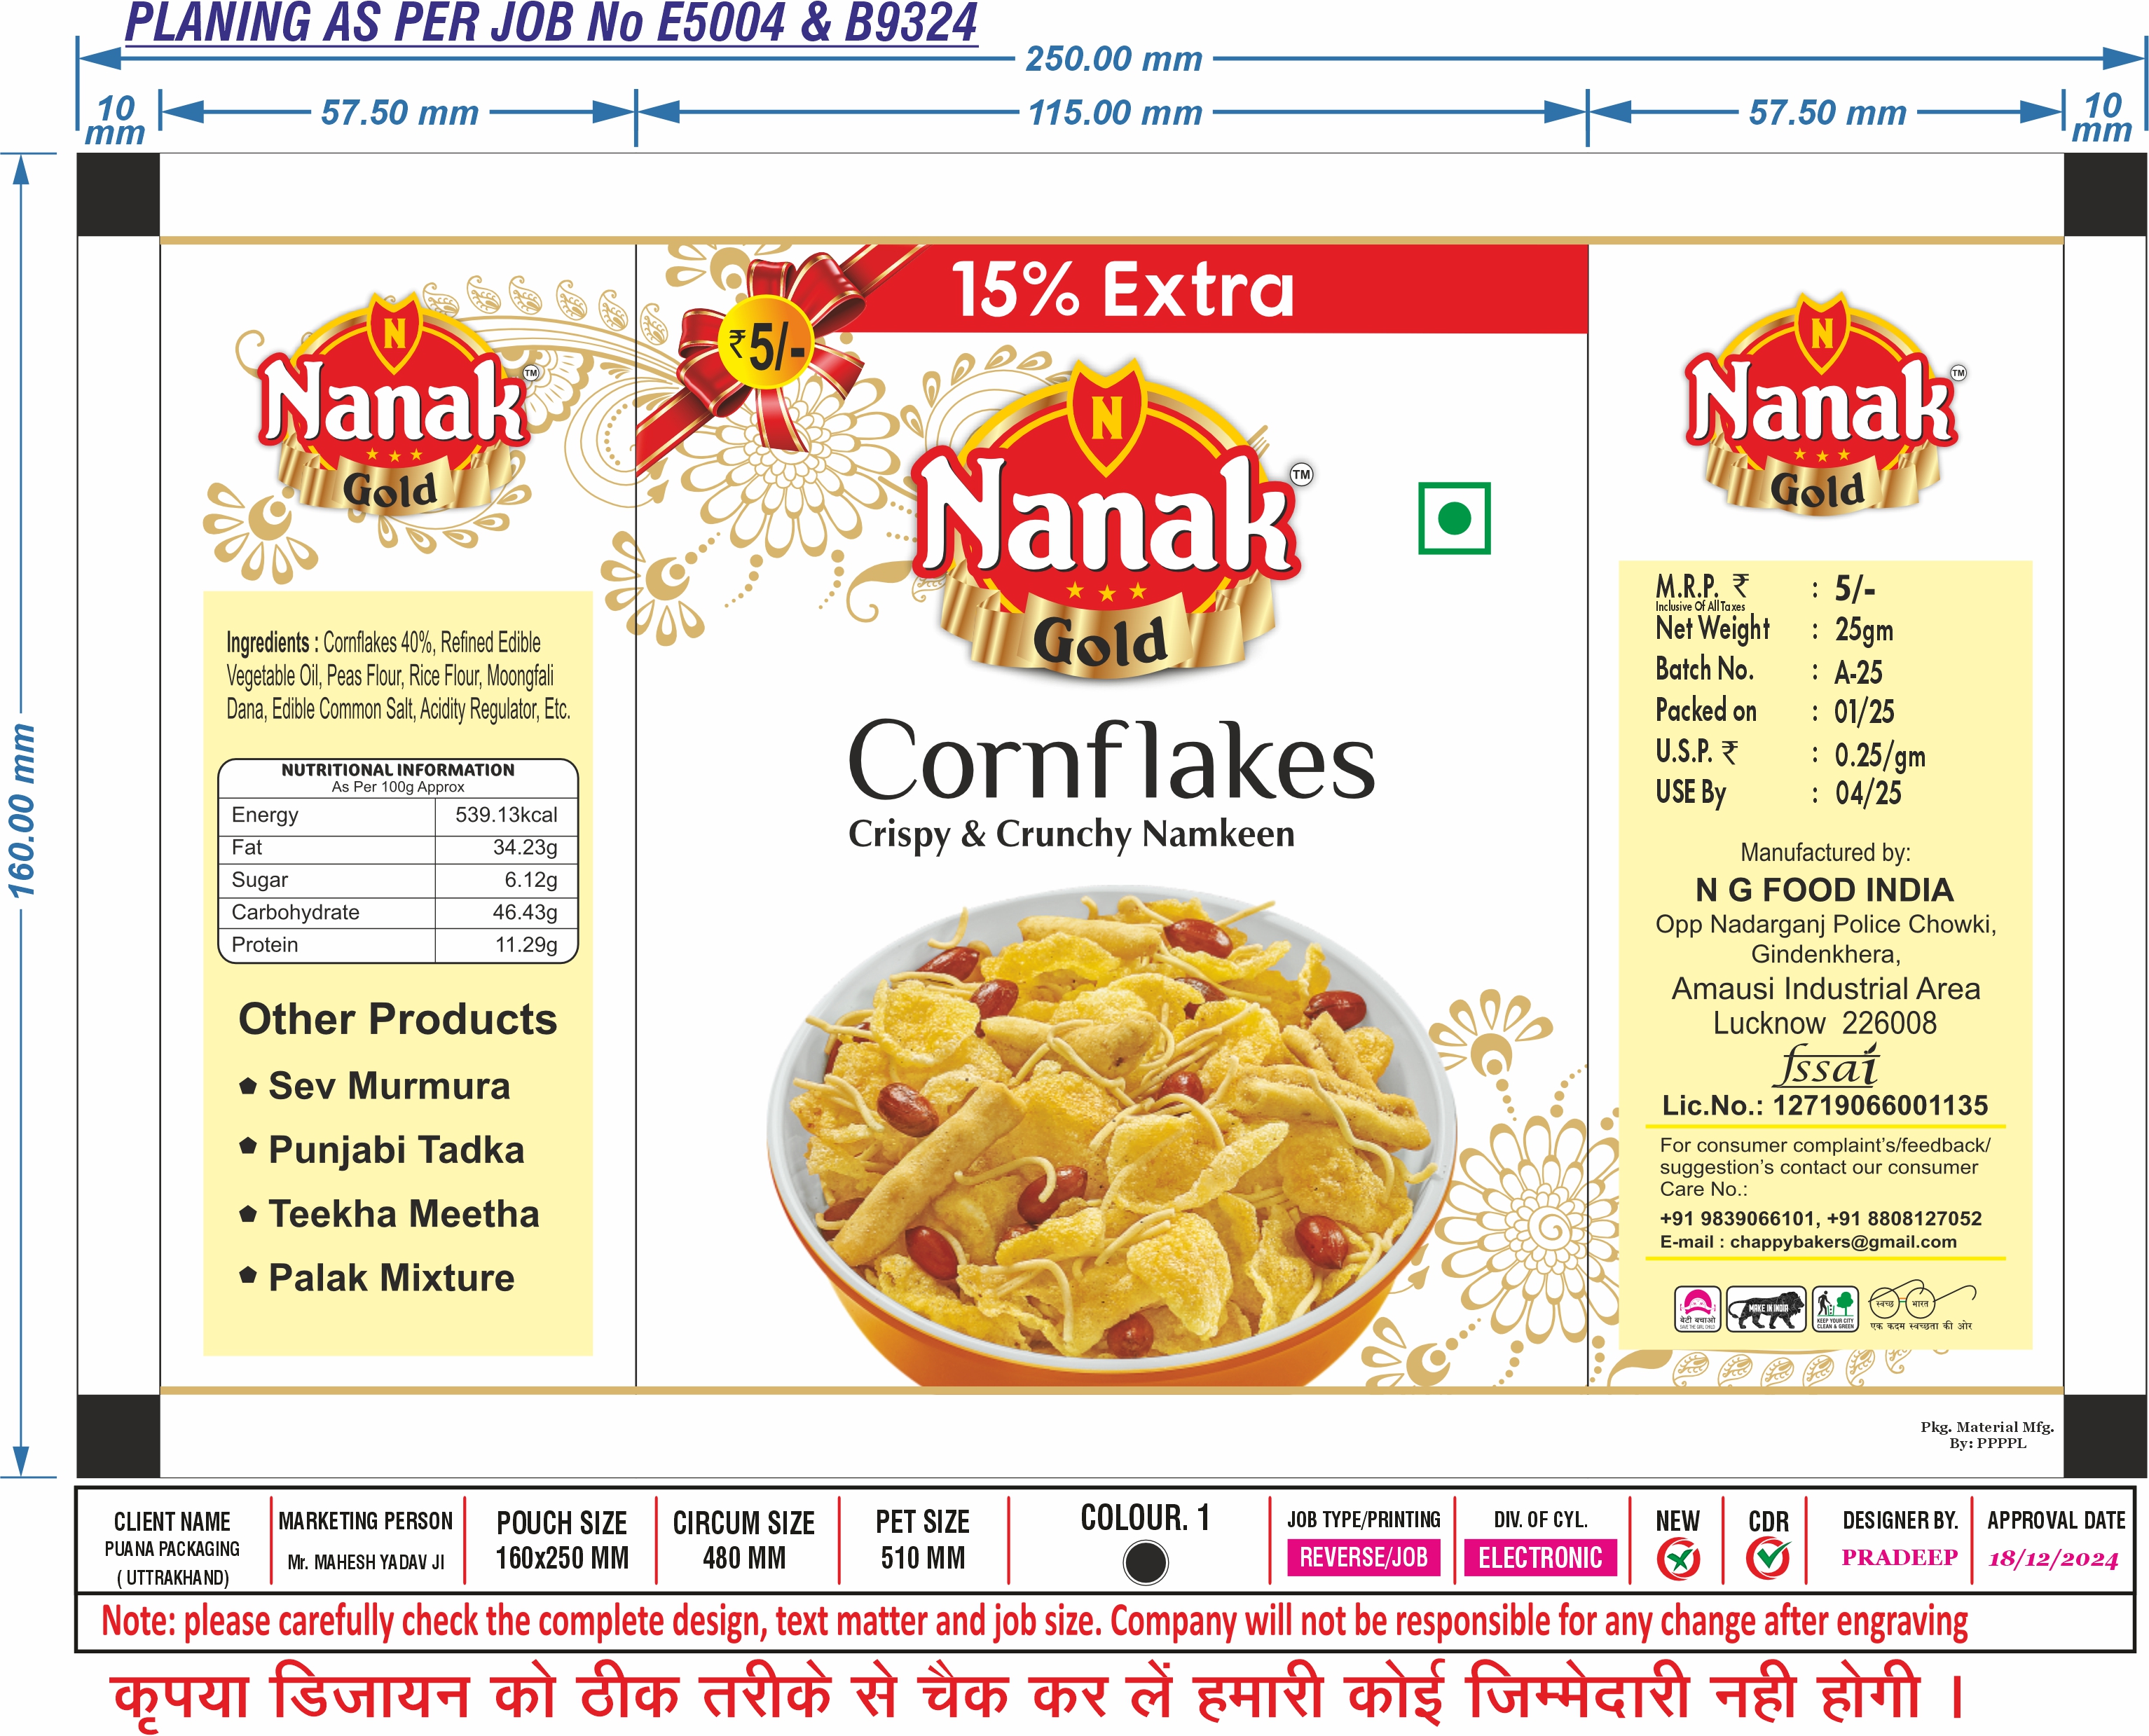 PLANING AS PER JOB No E5004 & B9324
250.00 mm
10 mm
57.50 mm
115.00 mm
57.50 mm
10 mm
160.00 mm
N
Nanak TM
Gold
Ingredients : Cornflakes 40%, Refined Edible
Vegetable Oil, Peas Flour, Rice Flour, Moongfali
Dana, Edible Common Salt, Acidity Regulator, Etc.
NUTRITIONAL INFORMATION
As Per 100g Approx
Energy 539.13kcal
Fat 34.23g
Sugar 6.12g
Carbohydrate 46.43g
Protein 11.29g
Other Products
Sev Murmura
Punjabi Tadka
Teekha Meetha
Palak Mixture
₹5/-
15% Extra
N
Nanak TM
Gold
Cornflakes
Crispy & Crunchy Namkeen
N
Nanak TM
Gold
M.R.P. ₹ : 5/-
Inclusive Of All Taxes
Net Weight : 25gm
Batch No. : A-25
Packed on : 01/25
U.S.P. ₹ : 0.25/gm
USE By : 04/25
Manufactured by:
N G FOOD INDIA
Opp Nadarganj Police Chowki,
Gindenkhera,
Amausi Industrial Area
Lucknow 226008
fssai
Lic.No.: 12719066001135
For consumer complaint's/feedback/
suggestion's contact our consumer
Care No.:
+91 9839066101, +91 8808127052
E-mail : chappybakers@gmail.com
बेटी बचाओ
SAVE THE GIRL CHILD
MAKE IN INDIA
KEEP YOUR CITY
CLEAN & GREEN
स्वच्छ भारत
एक कदम स्वच्छता की ओर
Pkg. Material Mfg.
By: PPPPL
CLIENT NAME
PUANA PACKAGING
( UTTRAKHAND)
MARKETING PERSON
Mr. MAHESH YADAV JI
POUCH SIZE
160x250 MM
CIRCUM SIZE
480 MM
PET SIZE
510 MM
COLOUR. 1
JOB TYPE/PRINTING
REVERSE/JOB
DIV. OF CYL.
ELECTRONIC
NEW
CDR
DESIGNER BY.
PRADEEP
APPROVAL DATE
18/12/2024
Note: please carefully check the complete design, text matter and job size. Company will not be responsible for any change after engraving
कृपया डिजायन को ठीक तरीके से चैक कर लें हमारी कोई जिम्मेदारी नही होगी ।